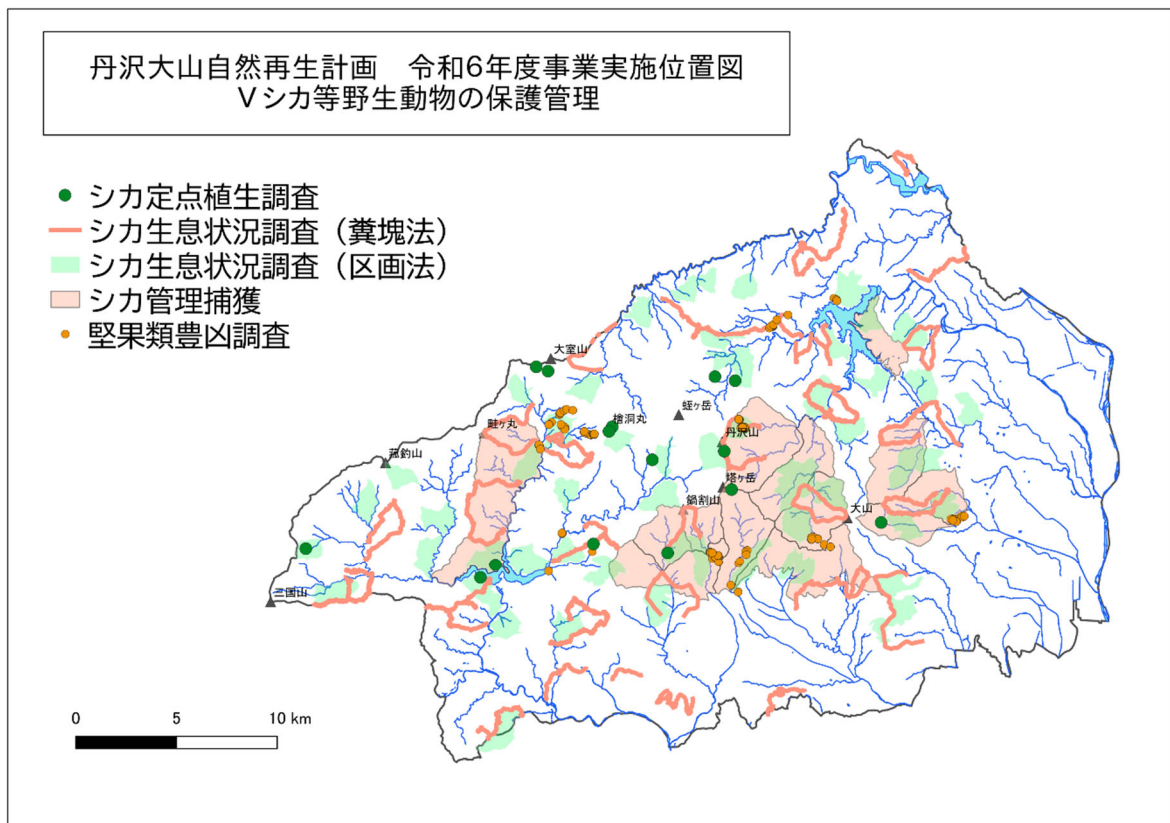 丹沢大山自然再生計画　令和6年度事業実施位置図
Ⅴシカ等野生動物の保護管理
シカ定点植生調査
シカ生息状況調査（糞塊法）
シカ生息状況調査（区画法）
シカ管理捕獲
堅果類豊凶調査
大室山
蛭ヶ岳
檜洞丸
畦ヶ丸
丹沢山
菰釣山
塔ヶ岳
鍋割山
大山
三国山
0 5 10 km